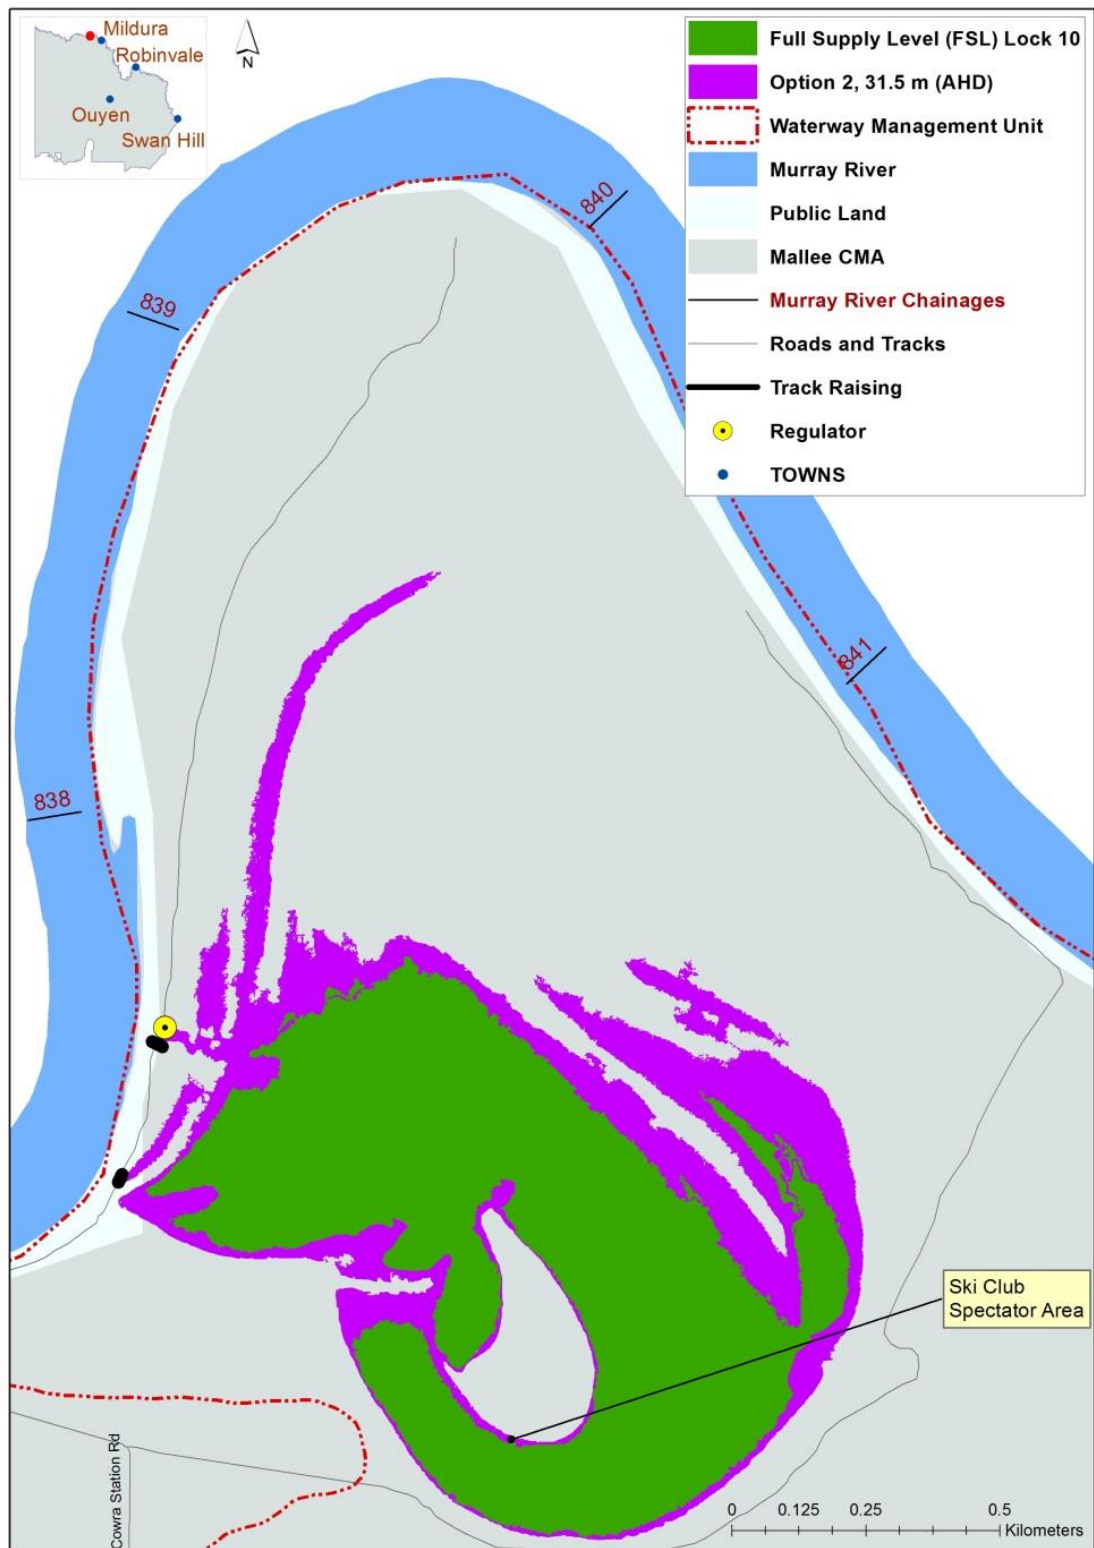 Mildura
Robinvale
Ouyen
Swan Hill
N
Full Supply Level (FSL) Lock 10
Option 2, 31.5 m (AHD)
Waterway Management Unit
Murray River
Public Land
Mallee CMA
Murray River Chainages
Roads and Tracks
Track Raising
Regulator
TOWNS
840
839
841
838
Ski Club
Spectator Area
Cowra Station Rd
0 0.125 0.25 0.5
Kilometers